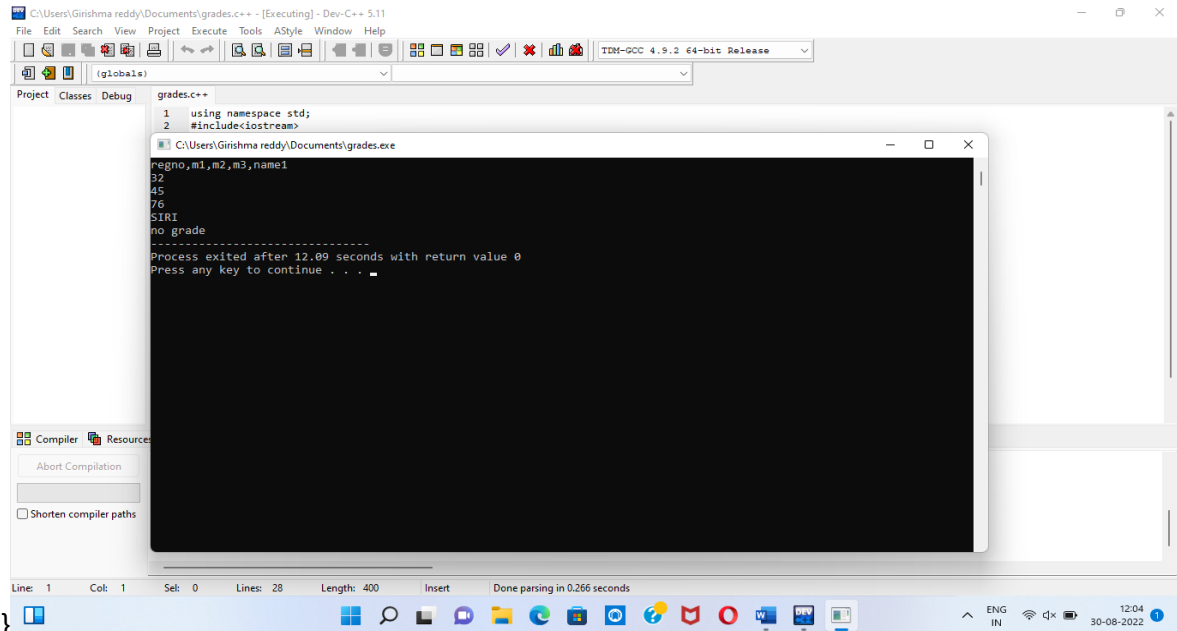 C:\Users\Girishma reddy\Documents\grades.c++ - [Executing] - Dev-C++ 5.11
File Edit Search View Project Execute Tools AStyle Window Help
TDM-GCC 4.9.2 64-bit Release
(globals)
Project Classes Debug
grades.c++
1 using namespace std;
2 #include<iostream>
C:\Users\Girishma reddy\Documents\grades.exe
regno,m1,m2,m3,name1
32
45
76
SIRI
no grade
--------------------------------
Process exited after 12.09 seconds with return value 0
Press any key to continue . . .
Compiler Resources
Abort Compilation
Shorten compiler paths
Line: 1 Col: 1 Sel: 0 Lines: 28 Length: 400 Insert Done parsing in 0.266 seconds
}
ENG
IN
12:04
30-08-2022
1